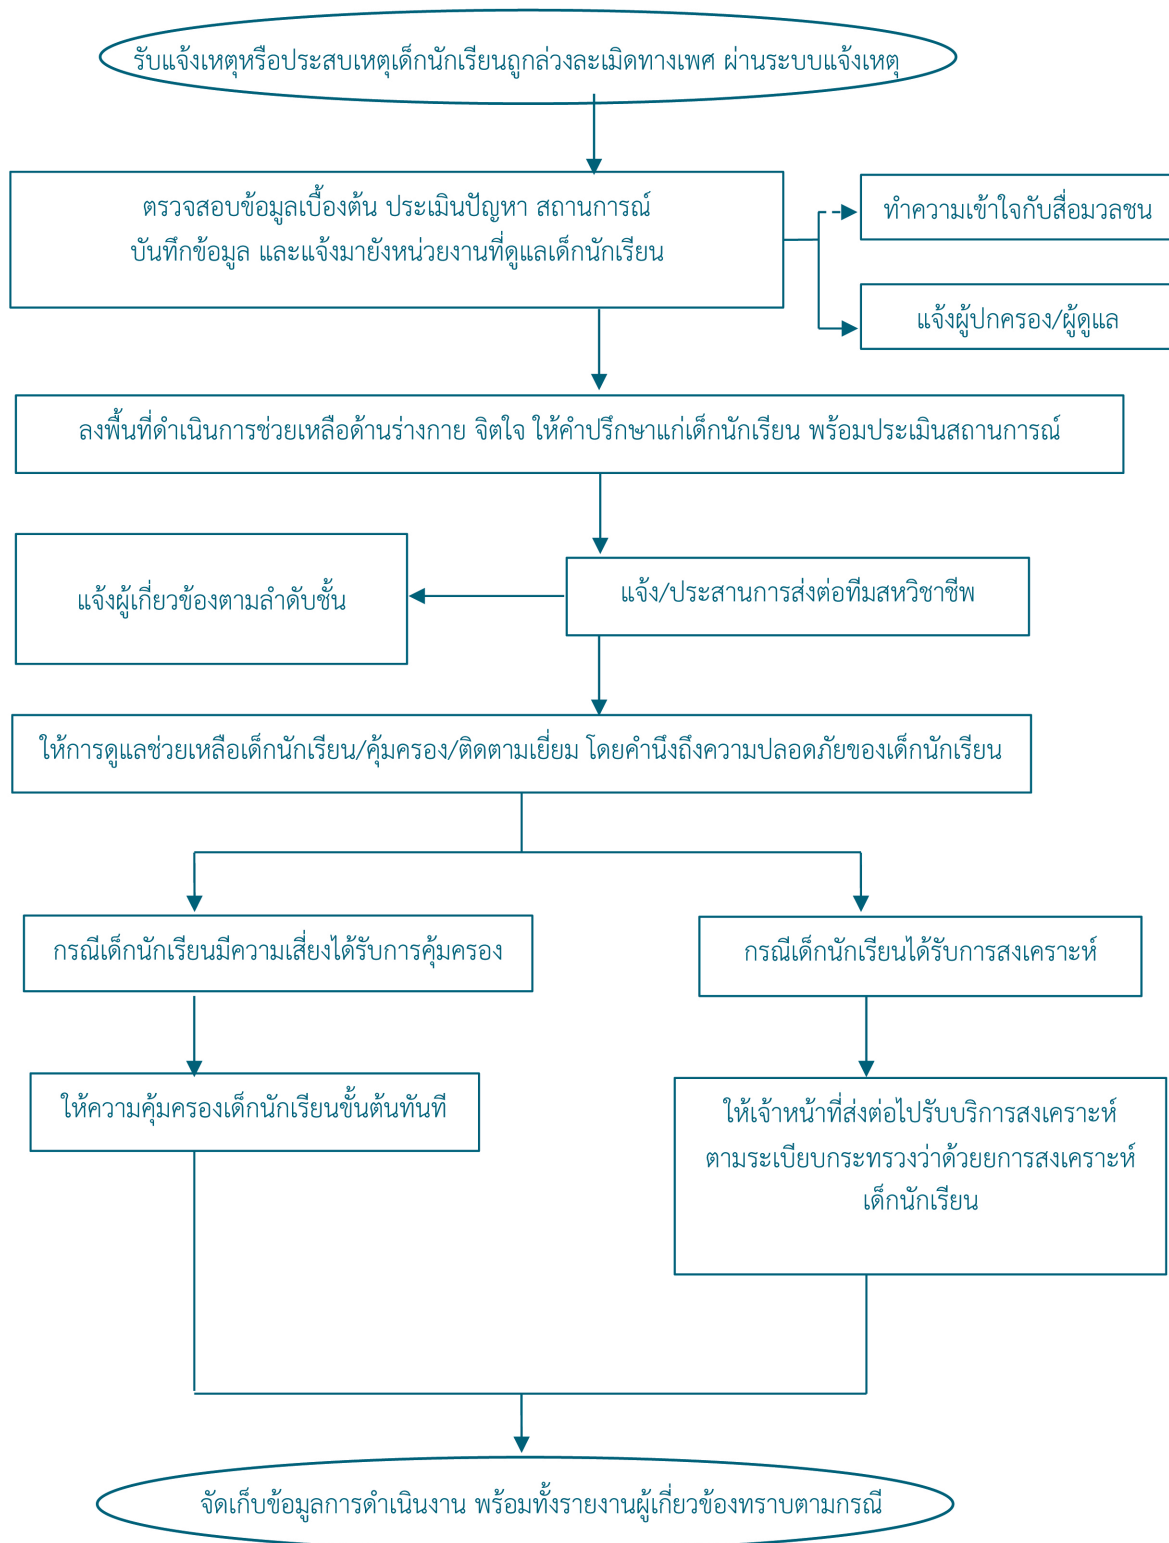 รับแจ้งเหตุหรือประสบเหตุเด็กนักเรียนถูกล่วงละเมิดทางเพศ ผ่านระบบแจ้งเหตุ
ตรวจสอบข้อมูลเบื้องต้น ประเมินปัญหา สถานการณ์
บันทึกข้อมูล และแจ้งมายังหน่วยงานที่ดูแลเด็กนักเรียน
ทำความเข้าใจกับสื่อมวลชน
แจ้งผู้ปกครอง/ผู้ดูแล
ลงพื้นที่ดำเนินการช่วยเหลือด้านร่างกาย จิตใจ ให้คำปรึกษาแก่เด็กนักเรียน พร้อมประเมินสถานการณ์
แจ้งผู้เกี่ยวข้องตามลำดับชั้น
แจ้ง/ประสานการส่งต่อทีมสหวิชาชีพ
ให้การดูแลช่วยเหลือเด็กนักเรียน/คุ้มครอง/ติดตามเยี่ยม โดยคำนึงถึงความปลอดภัยของเด็กนักเรียน
กรณีเด็กนักเรียนมีความเสี่ยงได้รับการคุ้มครอง
กรณีเด็กนักเรียนได้รับการสงเคราะห์
ให้ความคุ้มครองเด็กนักเรียนขั้นต้นทันที
ให้เจ้าหน้าที่ส่งต่อไปรับบริการสงเคราะห์
ตามระเบียบกระทรวงว่าด้วยยการสงเคราะห์
เด็กนักเรียน
จัดเก็บข้อมูลการดำเนินงาน พร้อมทั้งรายงานผู้เกี่ยวข้องทราบตามกรณี